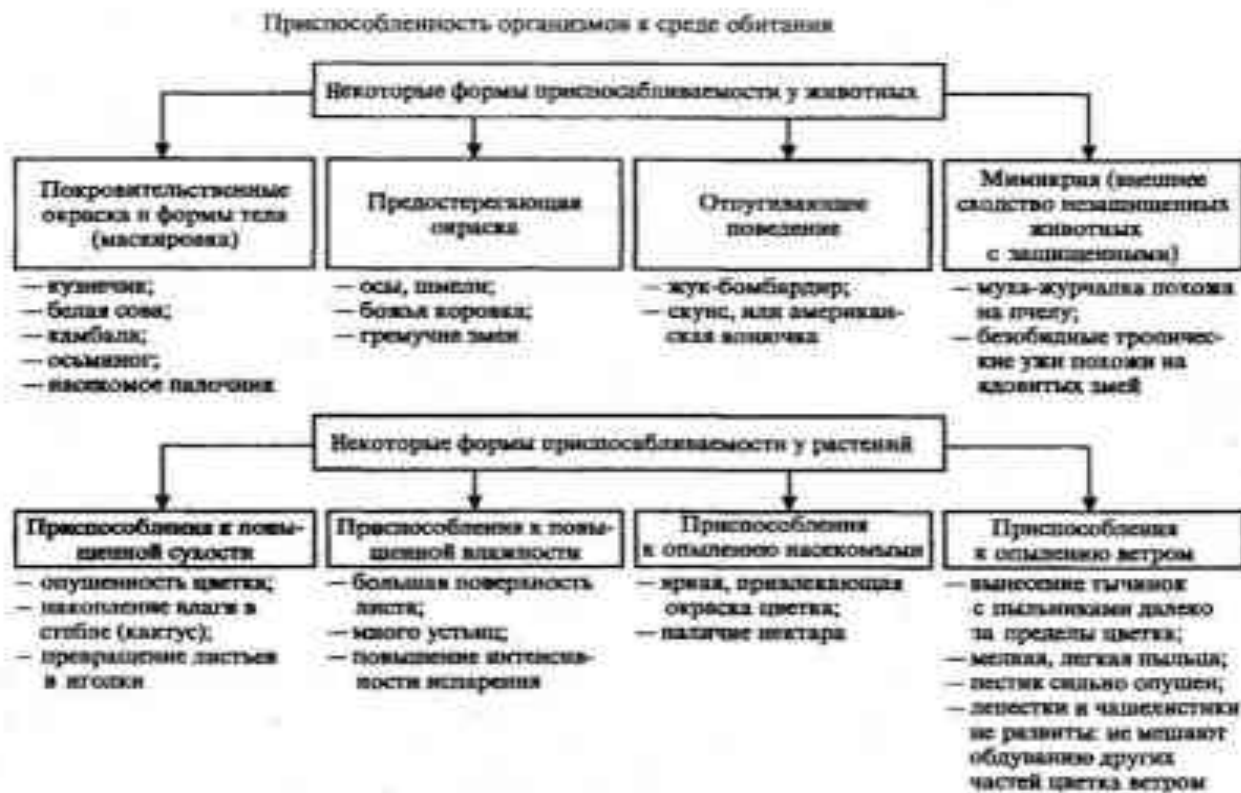 Приспособленность организмов к среде обитания
Некоторые формы приспосабливаемости у животных
Покровительственные
окраска и формы тела
(маскировка)
— кузнечик;
— белая сова;
— камбала;
— осьминог;
— насекомое палочник
Предостерегающая
окраска
— осы, шмели;
— божья коровка;
— гремучие змеи
Отпугивающее
поведение
— жук-бомбардир;
— скунс, или американ-
ская вонючка
Мимикрия (внешнее
сходство незащищенных
животных
с защищенными)
— муха-журчалка похожа
на пчелу;
— безобидные тропичес-
кие ужи похожи на
ядовитых змей
Некоторые формы приспосабливаемости у растений
Приспособления к повы-
шенной сухости
— опушенность цветка;
— накопление влаги в
стебле (кактус);
— превращение листьев
в иголки
Приспособления к повы-
шенной влажности
— большая поверхность
листа;
— много устьиц;
— повышение интенсив-
ности испарения
Приспособления
к опылению насекомыми
— яркая, привлекающая
окраска цветка;
— наличие нектара
Приспособления
к опылению ветром
— вынесение тычинок
с пыльниками далеко
за пределы цветка;
— мелкая, легкая пыльца;
— пестик сильно опушен;
— лепестки и чашелистики
не развиты: не мешают
обдуванию других
частей цветка ветром